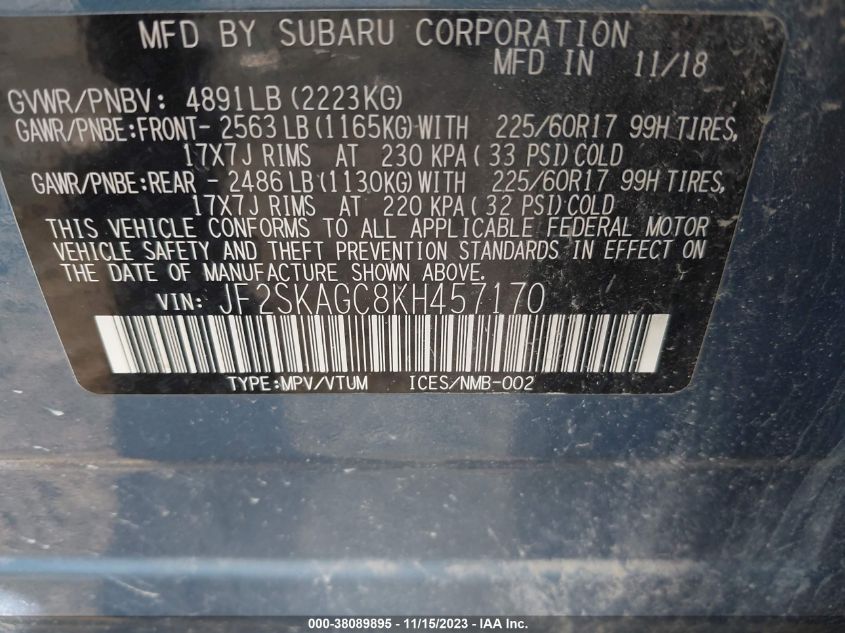 MFD BY SUBARU CORPORATION
MFD IN 11/18
GVWR/PNBV: 4891LB (2223KG)
GAWR/PNBE:FRONT- 2563 LB (1165KG) WITH 225/60R17 99H TIRES,
17X7J RIMS AT 230 KPA ( 33 PSI) COLD
GAWR/PNBE:REAR - 2486 LB (1130KG) WITH 225/60R17 99H TIRES,
17X7J RIMS AT 220 KPA ( 32 PSI) COLD
THIS VEHICLE CONFORMS TO ALL APPLICABLE FEDERAL MOTOR
VEHICLE SAFETY AND THEFT PREVENTION STANDARDS IN EFFECT ON
THE DATE OF MANUFACTURE SHOWN ABOVE.
VIN: JF2SKAGC8KH457170
TYPE:MPV/VTUM ICES/NMB-002
000-38089895 - 11/15/2023 - IAA Inc.